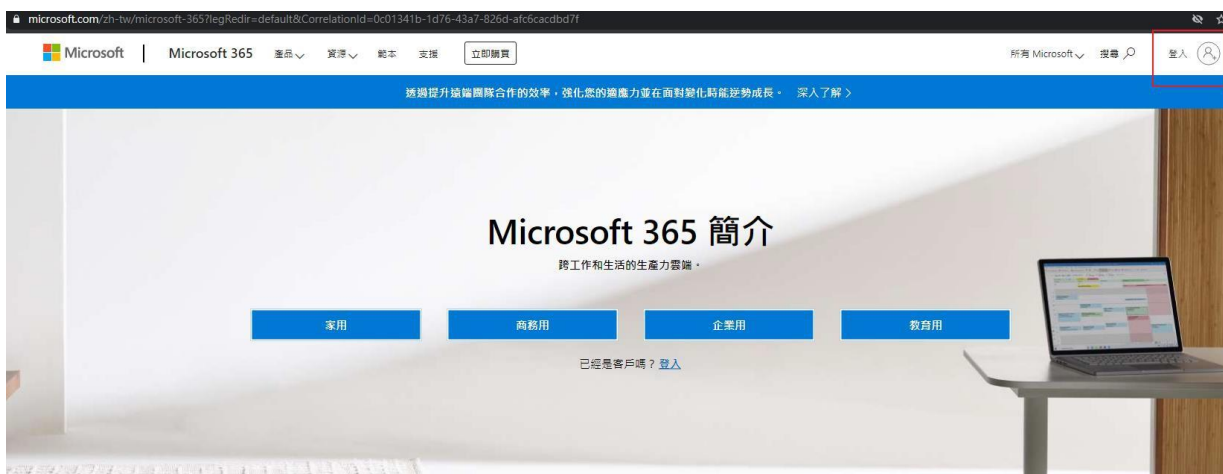 microsoft.com/zh-tw/microsoft-365?legRedir=default&CorrelationId=0c01341b-1d76-43a7-826d-afc6cacdbd7f
Microsoft | Microsoft 365 產品 資源 範本 支援 立即購買 所有 Microsoft 搜尋 登入
透過提升遠端團隊合作的效率，強化您的適應力並在面對變化時能逆勢成長。 深入了解 >
Microsoft 365 簡介
跨工作和生活的生產力雲端。
家用 商務用 企業用 教育用
已經是客戶嗎？登入